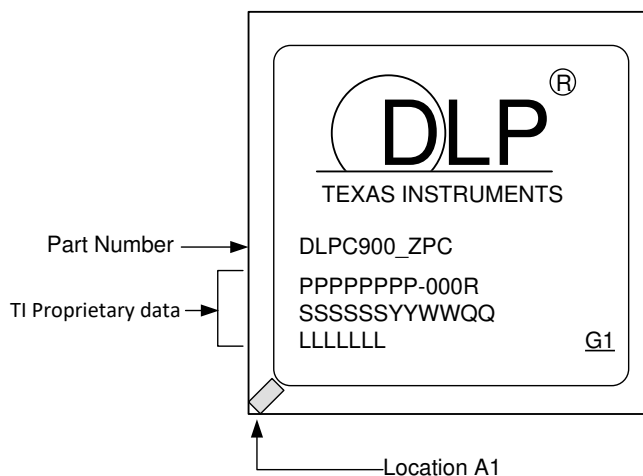 DLP®
TEXAS INSTRUMENTS
Part Number
DLPC900_ZPC
TI Proprietary data
PPPPPPPP-000R
SSSSSSYYWWQQ
LLLLLLL
G1
Location A1